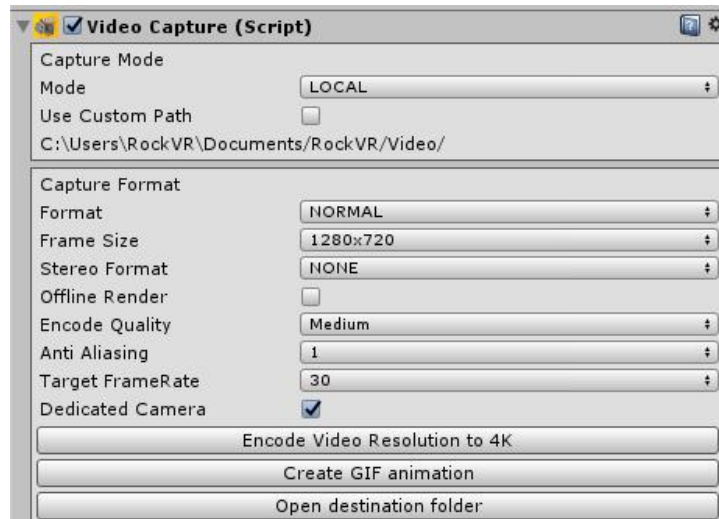 Video Capture (Script)
Capture Mode
Mode LOCAL
Use Custom Path
C:\Users\RockVR\Documents/RockVR/Video/
Capture Format
Format NORMAL
Frame Size 1280x720
Stereo Format NONE
Offline Render
Encode Quality Medium
Anti Aliasing 1
Target FrameRate 30
Dedicated Camera
Encode Video Resolution to 4K
Create GIF animation
Open destination folder